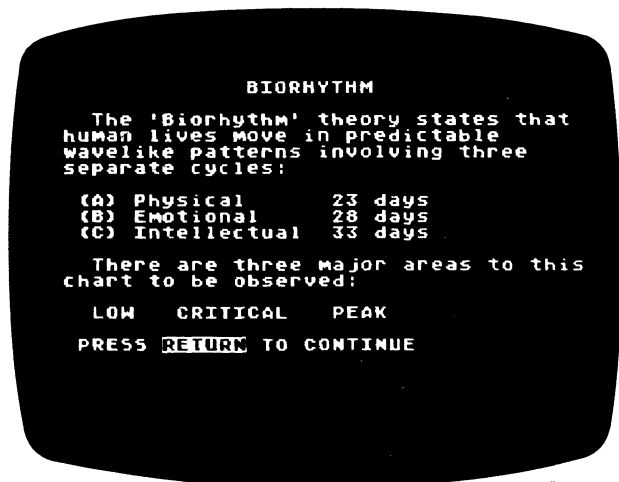 BIORHYTHM
The 'Biorhythm' theory states that
human lives move in predictable
wavelike patterns involving three
separate cycles:
(A) Physical 23 days
(B) Emotional 28 days
(C) Intellectual 33 days
There are three major areas to this
chart to be observed:
LOW CRITICAL PEAK
PRESS RETURN TO CONTINUE